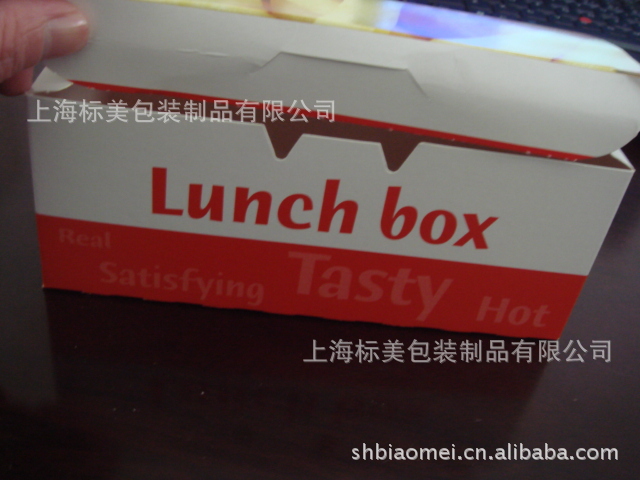 上海标美包装制品有限公司
Lunch box
Real
Satisfying Tasty Hot
上海标美包装制品有限公司
shbiaomei.cn.alibaba.com